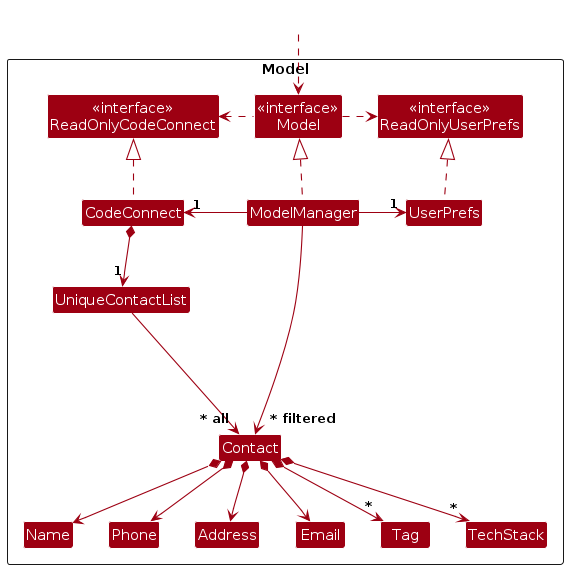 Model
«interface»
ReadOnlyCodeConnect
«interface»
Model
«interface»
ReadOnlyUserPrefs
CodeConnect
1
ModelManager
1
UserPrefs
1
UniqueContactList
* all
* filtered
Contact
*
*
Name
Phone
Address
Email
Tag
TechStack